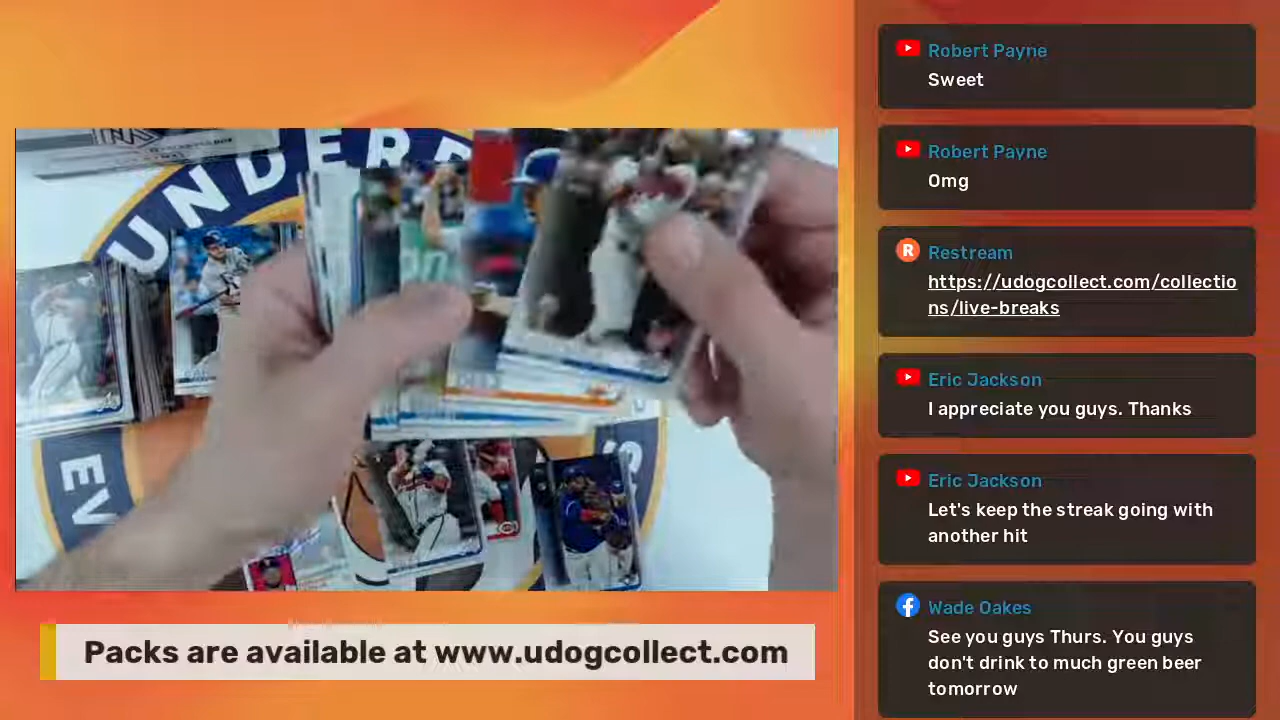 UNDER
EV
Robert Payne
Sweet
Robert Payne
Omg
Restream
https://udogcollect.com/collectio
ns/live-breaks
Eric Jackson
I appreciate you guys. Thanks
Eric Jackson
Let's keep the streak going with
another hit
Wade Oakes
See you guys Thurs. You guys
don't drink to much green beer
tomorrow
Packs are available at www.udogcollect.com